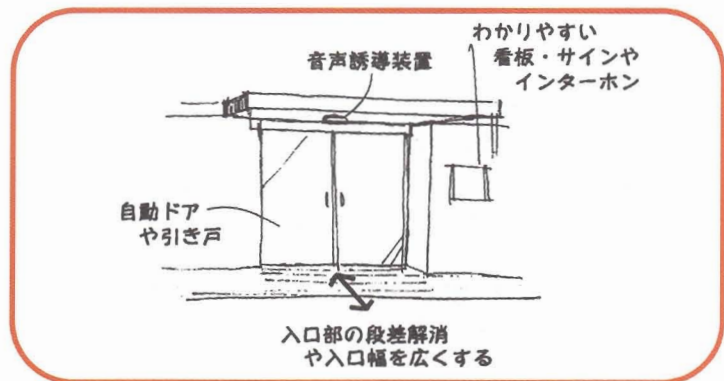 わかりやすい
看板・サインや
インターホン
音声誘導装置
自動ドア
や引き戸
入口部の段差解消
や入口幅を広くする